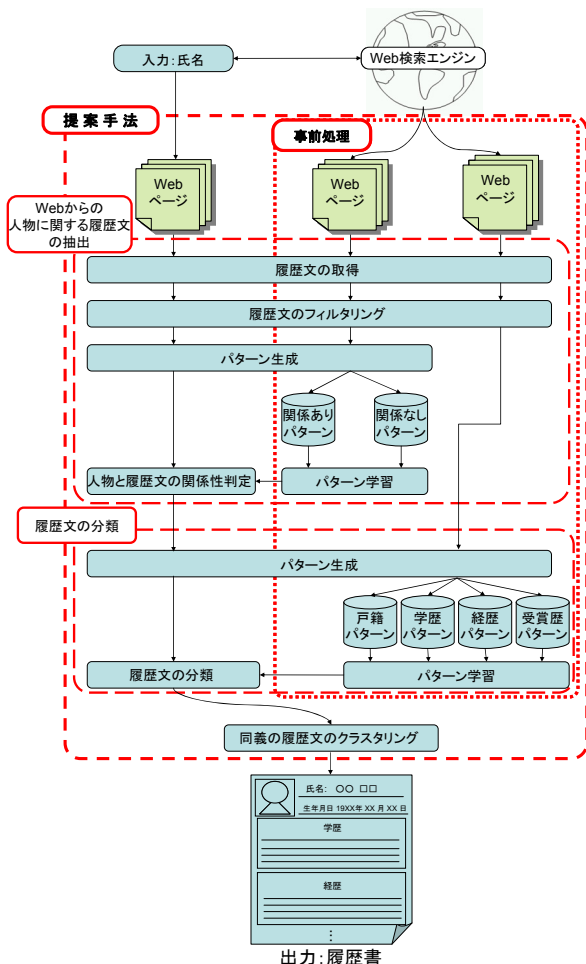 入力:氏名
Web検索エンジン
提案手法
事前処理
Web
ページ
Web
ページ
Web
ページ
Webからの
人物に関する履歴文
の抽出
履歴文の取得
履歴文のフィルタリング
パターン生成
関係あり
パターン
関係なし
パターン
人物と履歴文の関係性判定
パターン学習
履歴文の分類
パターン生成
戸籍
パターン
学歴
パターン
経歴
パターン
受賞歴
パターン
履歴文の分類
パターン学習
同義の履歴文のクラスタリング
氏名: ○○ □□
生年月日 19XX年 XX 月 XX 日
学歴
経歴
⋮
出力:履歴書